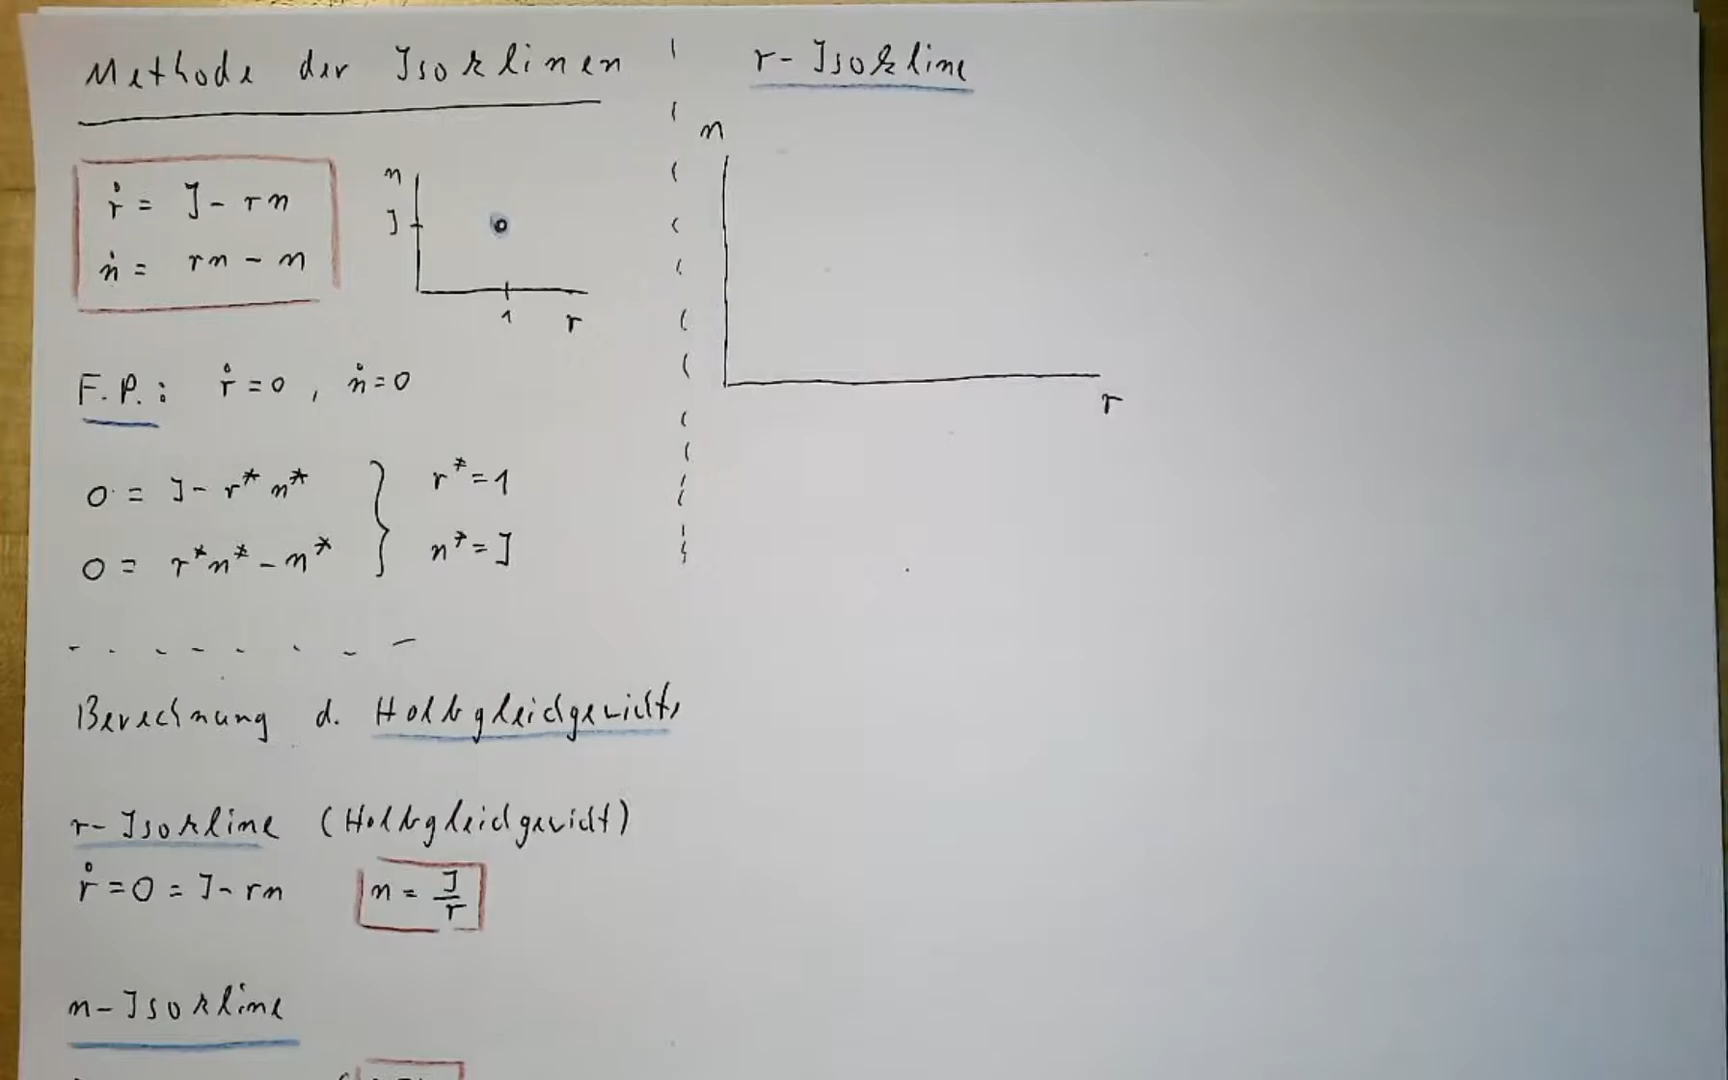 Methode der Isoklinen
ṙ = J - rn
ṅ = rn - n
n
J
1 r
F.P.: ṙ = 0 , ṅ = 0
0 = J - r* n*
0 = r*n* - n*
r* = 1
n* = J
Berechnung d. Halbgleichgewichts
r-Isokline (Halbgleichgewicht)
ṙ = 0 = J - rn n = J/r
n-Isokline
r-Isokline
n
r